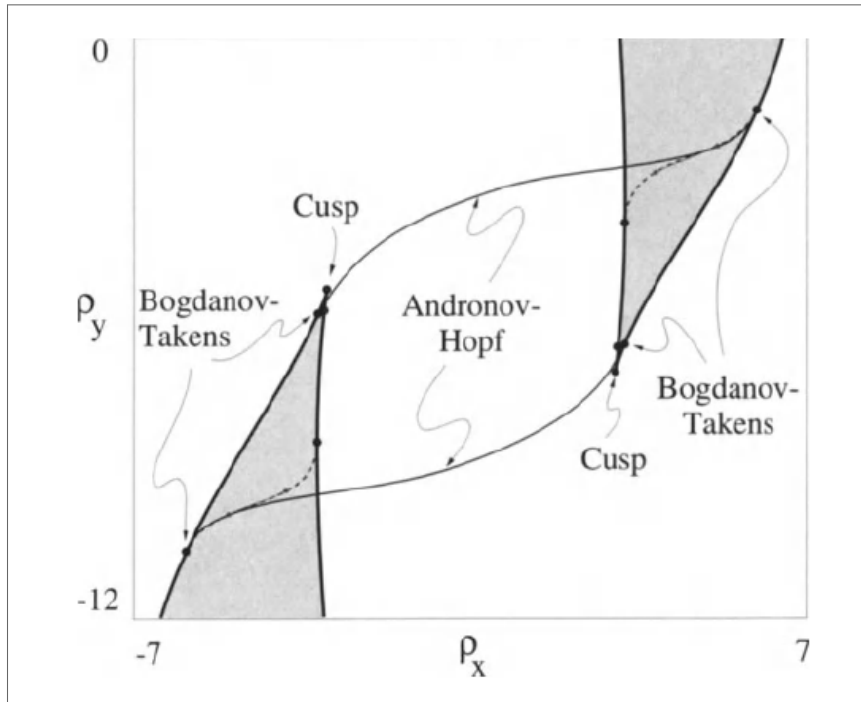 0
Cusp
Bogdanov-
Takens
ρy
Andronov-
Hopf
Bogdanov-
Takens
Cusp
-12
-7
ρx
7